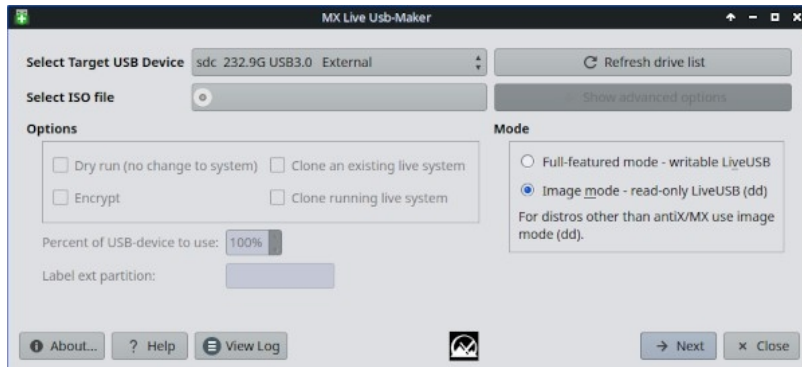 MX Live Usb-Maker
Select Target USB Device sdc 232.9G USB3.0 External Refresh drive list
Select ISO file Show advanced options
Options Mode
Dry run (no change to system) Clone an existing live system Full-featured mode - writable LiveUSB
Encrypt Clone running live system Image mode - read-only LiveUSB (dd)
For distros other than antiX/MX use image
mode (dd).
Percent of USB-device to use: 100%
Label ext partition:
About... ? Help View Log Next Close